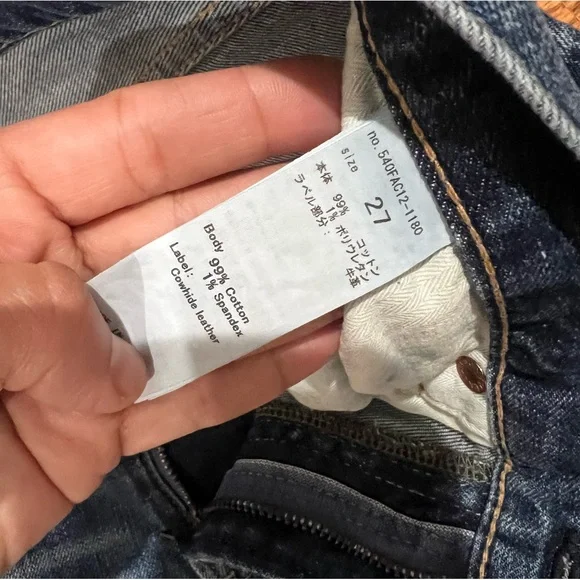 no. 540FAC12-1180
size 27
本体 99% コットン
1% ポリウレタン
ラベル部分: 牛革
Body 99% Cotton
1% Spandex
Label:
Cowhide leather